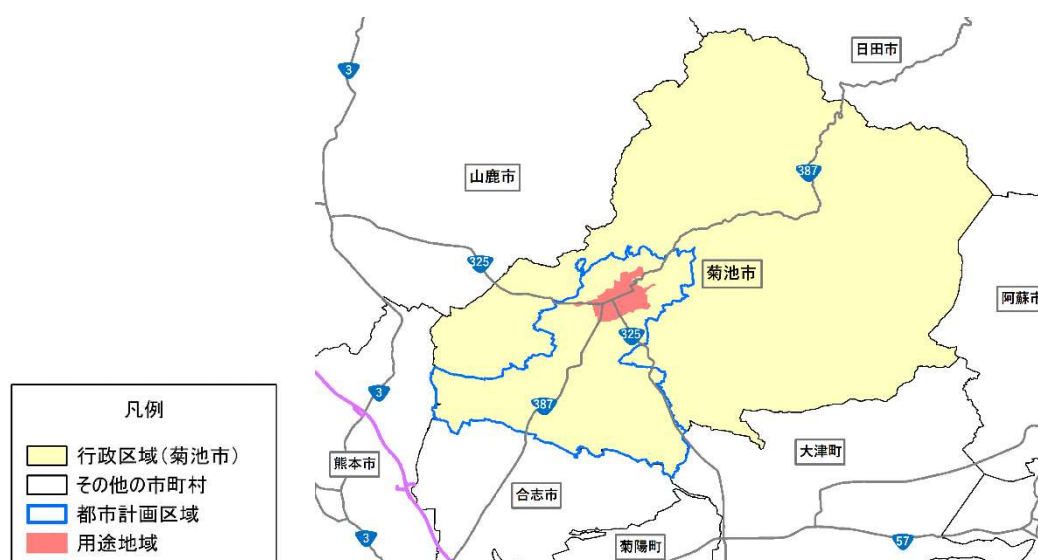 日田市
3
387
山鹿市
325
菊池市
阿蘇市
325
3
387
大津町
熊本市
合志市
3
菊陽町
57
凡例
行政区域(菊池市)
その他の市町村
都市計画区域
用途地域